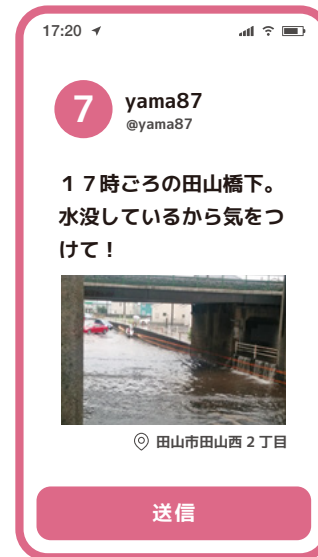 17:20
7
yama87
@yama87
１７時ごろの田山橋下。
水没しているから気をつ
けて！
田山市田山西 2 丁目
送信